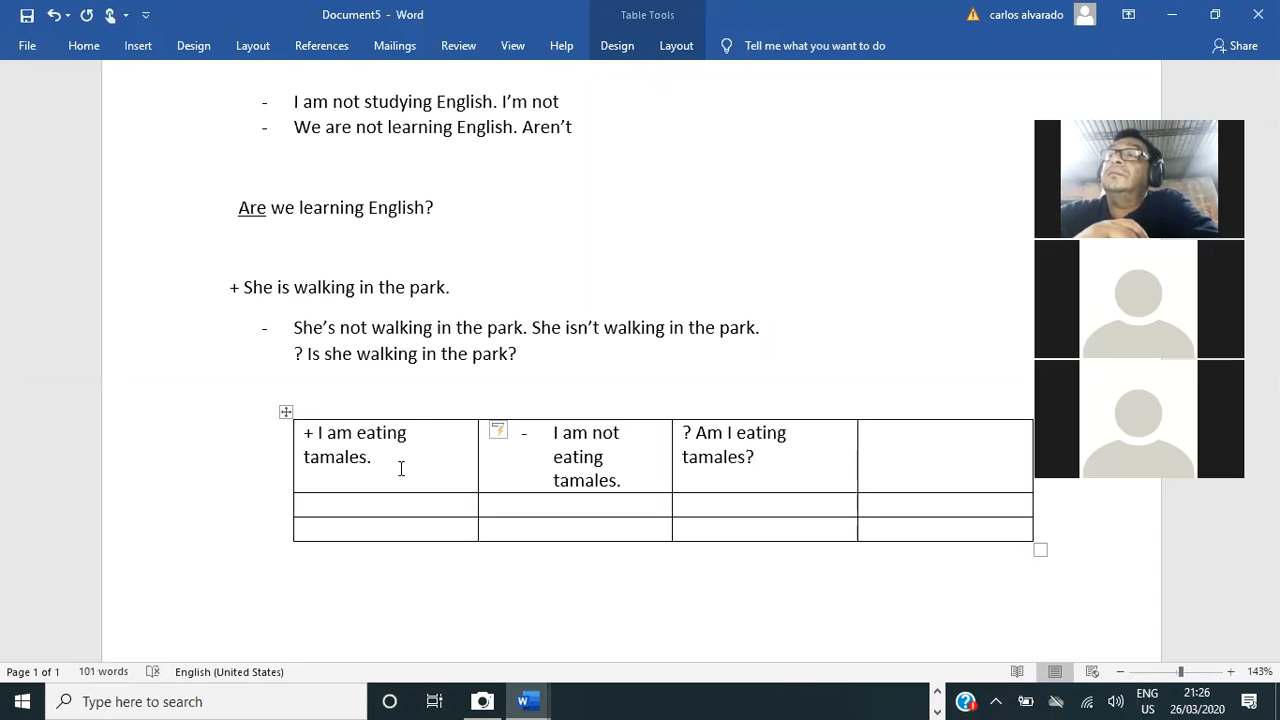 Document5 - Word
Table Tools
carlos alvarado
File
Home
Insert
Design
Layout
References
Mailings
Review
View
Help
Design
Layout
Tell me what you want to do
Share
- I am not studying English. I’m not
- We are not learning English. Aren’t
Are we learning English?
+ She is walking in the park.
- She’s not walking in the park. She isn’t walking in the park.
? Is she walking in the park?
+ I am eating
tamales.
- I am not
eating
tamales.
? Am I eating
tamales?
Page 1 of 1
101 words
English (United States)
143%
Type here to search
ENG
US
21:26
26/03/2020